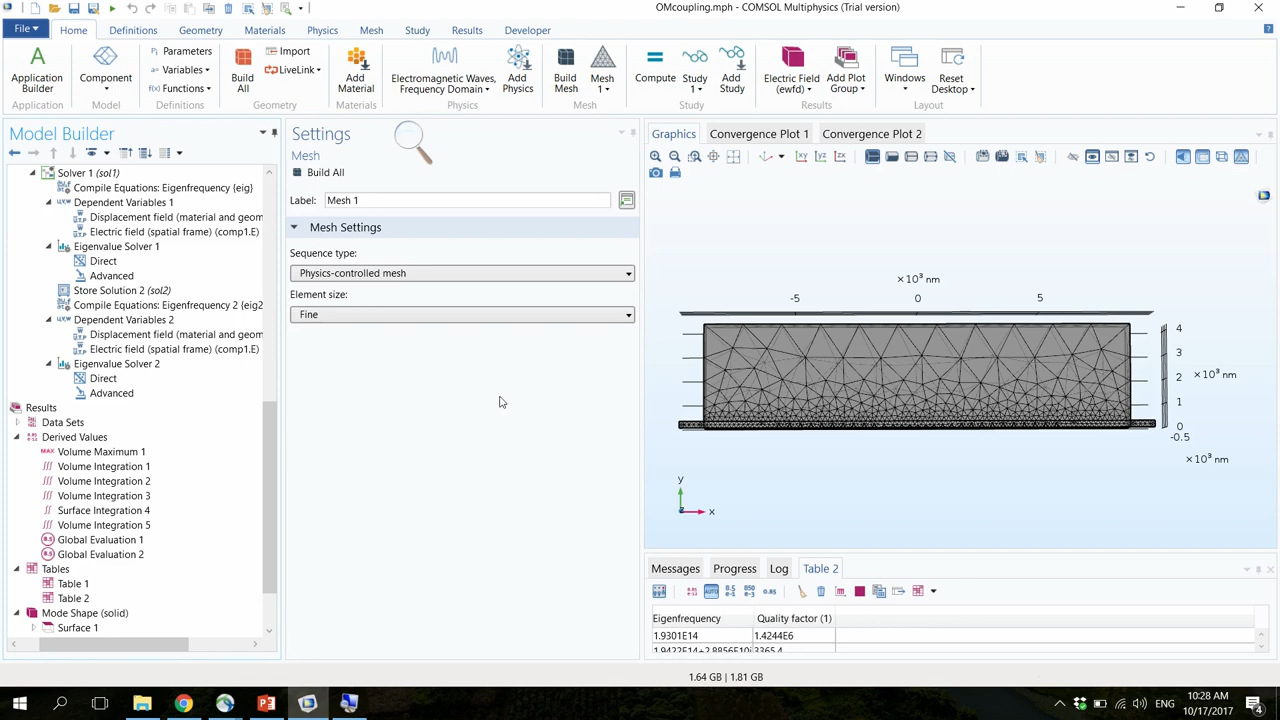 OMcoupling.mph - COMSOL Multiphysics (Trial version)
File
Home
Definitions
Geometry
Materials
Physics
Mesh
Study
Results
Developer
Application Builder
Application
Component
Model
Parameters
Variables
Functions
Definitions
Build All
Import
LiveLink
Geometry
Add Material
Materials
Electromagnetic Waves, Frequency Domain
Add Physics
Physics
Build Mesh
Mesh 1
Mesh
Compute
Study 1
Add Study
Study
Electric Field (ewfd)
Add Plot Group
Results
Windows
Reset Desktop
Layout
Model Builder
Solver 1 (sol1)
Compile Equations: Eigenfrequency {eig}
Dependent Variables 1
Displacement field (material and geom
Electric field (spatial frame) (comp1.E)
Eigenvalue Solver 1
Direct
Advanced
Store Solution 2 (sol2)
Compile Equations: Eigenfrequency 2 {eig2
Dependent Variables 2
Displacement field (material and geom
Electric field (spatial frame) (comp1.E)
Eigenvalue Solver 2
Direct
Advanced
Results
Data Sets
Derived Values
Volume Maximum 1
Volume Integration 1
Volume Integration 2
Volume Integration 3
Surface Integration 4
Volume Integration 5
Global Evaluation 1
Global Evaluation 2
Tables
Table 1
Table 2
Mode Shape (solid)
Surface 1
Settings
Mesh
Build All
Label: Mesh 1
Mesh Settings
Sequence type:
Physics-controlled mesh
Element size:
Fine
Graphics
Convergence Plot 1
Convergence Plot 2
×10³ nm
-5 0 5
4
3
2 ×10³ nm
1
0
-0.5
×10³ nm
y
z x
Messages
Progress
Log
Table 2
Eigenfrequency Quality factor (1)
1.9301E14 1.4244E6
1.9422E14+2.8856E10i 3365.4
1.64 GB | 1.81 GB
ENG
10:28 AM
10/17/2017
4